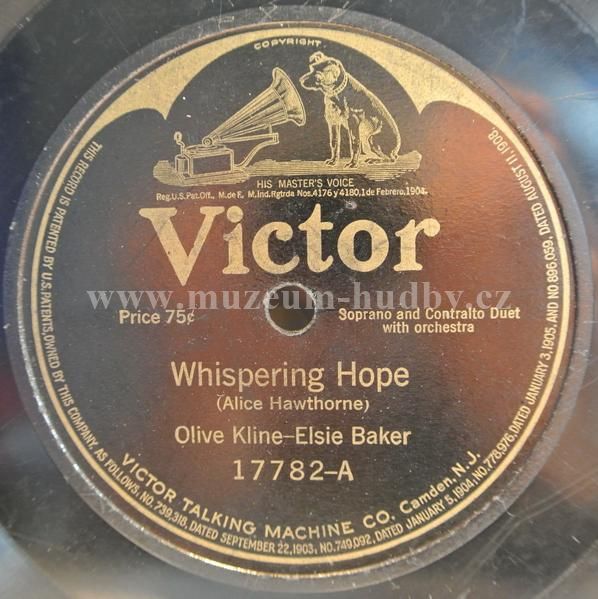 COPYRIGHT
HIS MASTER'S VOICE
Reg.U.S.Pat.Off., M.de F., M.Ind.Rgtrda Nos.4176 y 4180,1 de Febrero,1904.
Victor
www.muzeum-hudby.cz
Price 75¢
Soprano and Contralto Duet
with orchestra
Whispering Hope
(Alice Hawthorne)
Olive Kline–Elsie Baker
17782–A
VICTOR TALKING MACHINE CO. Camden, N.J.
THIS RECORD IS PATENTED BY U.S. PATENTS, OWNED BY THIS COMPANY AS FOLLOWS, NO. 739,318, DATED SEPTEMBER 22, 1903, NO. 749,092, DATED JANUARY 5, 1904, NO. 778,976, DATED JANUARY 3, 1905, AND NO 896,059, DATED AUGUST 11, 1908.